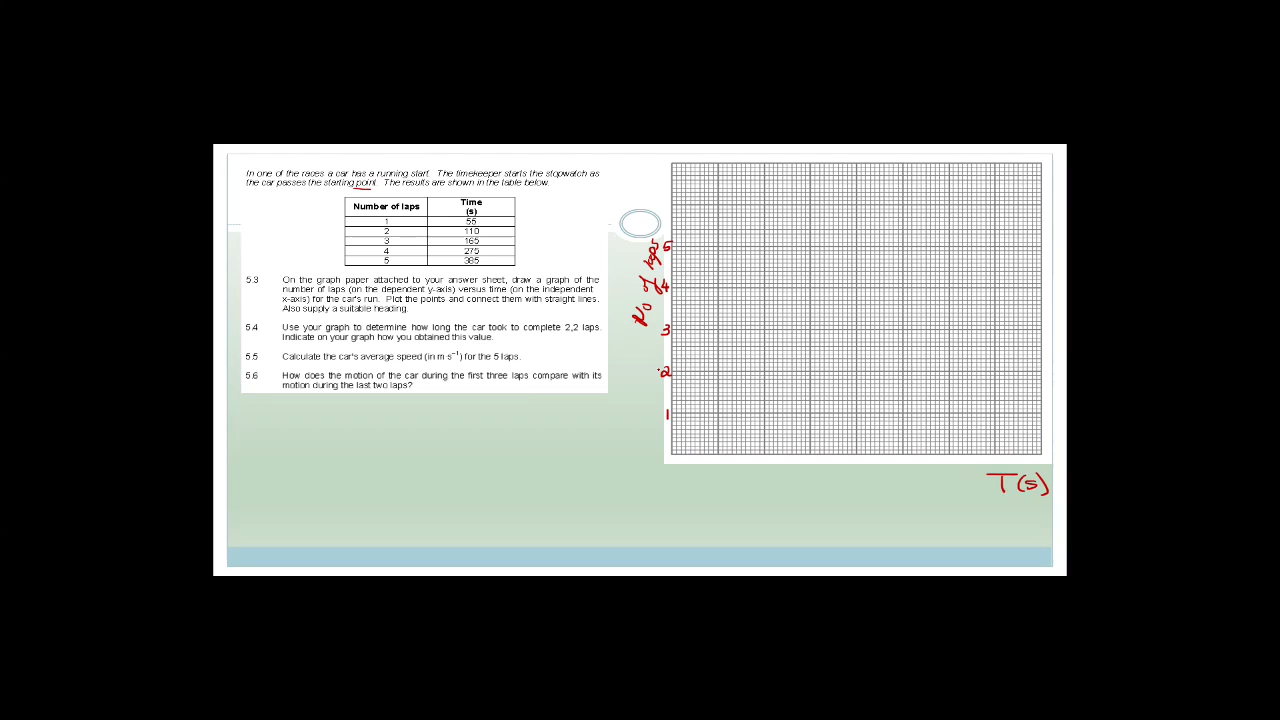 In one of the races a car has a running start. The timekeeper starts the stopwatch as
the car passes the starting point. The results are shown in the table below.
Number of laps Time
(s)
1 55
2 110
3 165
4 275
5 385
5.3 On the graph paper attached to your answer sheet, draw a graph of the
number of laps (on the dependent y-axis) versus time (on the independent
x-axis) for the car's run. Plot the points and connect them with straight lines.
Also supply a suitable heading.
5.4 Use your graph to determine how long the car took to complete 2,2 laps.
Indicate on your graph how you obtained this value.
5.5 Calculate the car's average speed (in m·s⁻¹) for the 5 laps.
5.6 How does the motion of the car during the first three laps compare with its
motion during the last two laps?
No of laps
5
4
3
2
1
T(s)